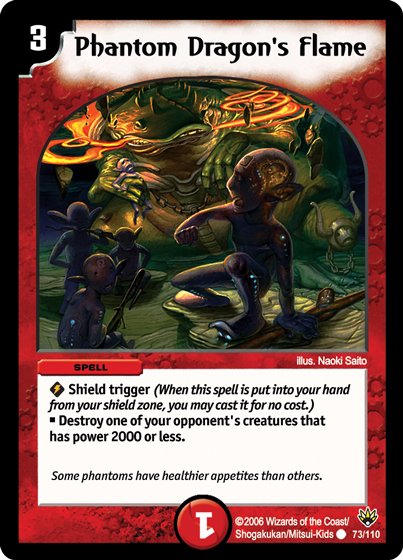 3
Phantom Dragon's Flame
illus. Naoki Saito
SPELL
Shield trigger (When this spell is put into your hand
from your shield zone, you may cast it for no cost.)
▪ Destroy one of your opponent's creatures that
has power 2000 or less.
Some phantoms have healthier appetites than others.
1
©2006 Wizards of the Coast/
Shogakukan/Mitsui-Kids ● 73/110